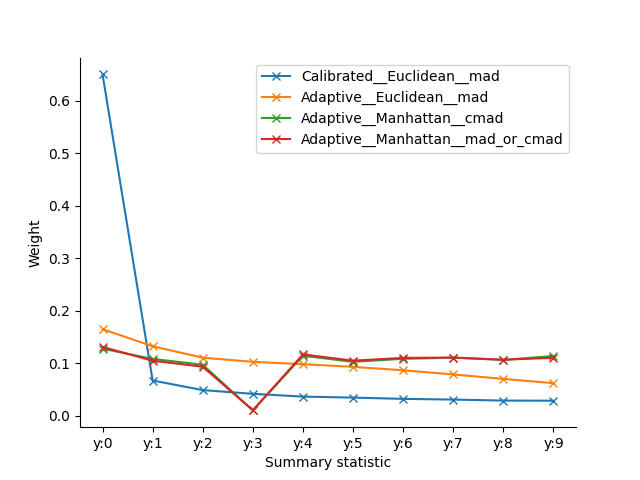 Calibrated__Euclidean__mad
Adaptive__Euclidean__mad
Adaptive__Manhattan__cmad
Adaptive__Manhattan__mad_or_cmad
Weight
0.6
0.5
0.4
0.3
0.2
0.1
0.0
y:0 y:1 y:2 y:3 y:4 y:5 y:6 y:7 y:8 y:9
Summary statistic